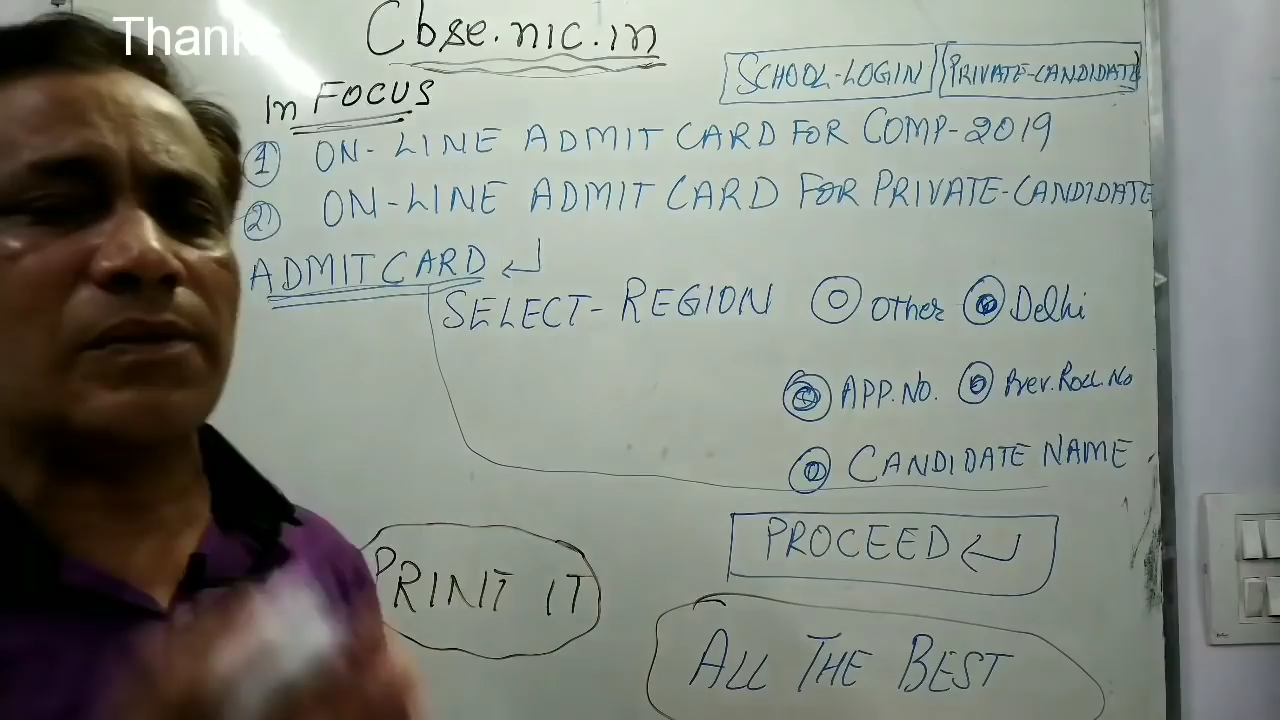 Thanks
Cbse.nic.in
SCHOOL-LOGIN PRIVATE-CANDIDATE
In FOCUS
1 ON-LINE ADMIT CARD FOR COMP-2019
2) ON-LINE ADMIT CARD FOR PRIVATE-CANDIDATE
ADMIT CARD ↵
SELECT-REGION Other Delhi
APP.NO. Prev.Roll.No
CANDIDATE NAME
PROCEED ↵
PRINT IT
ALL THE BEST